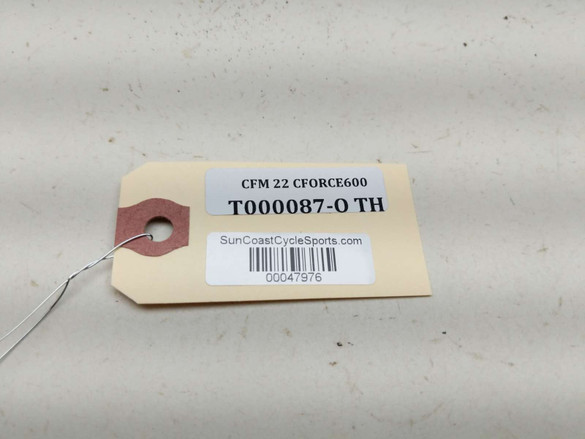 CFM 22 CFORCE600
T000087-O TH
SunCoastCycleSports.com
00047976